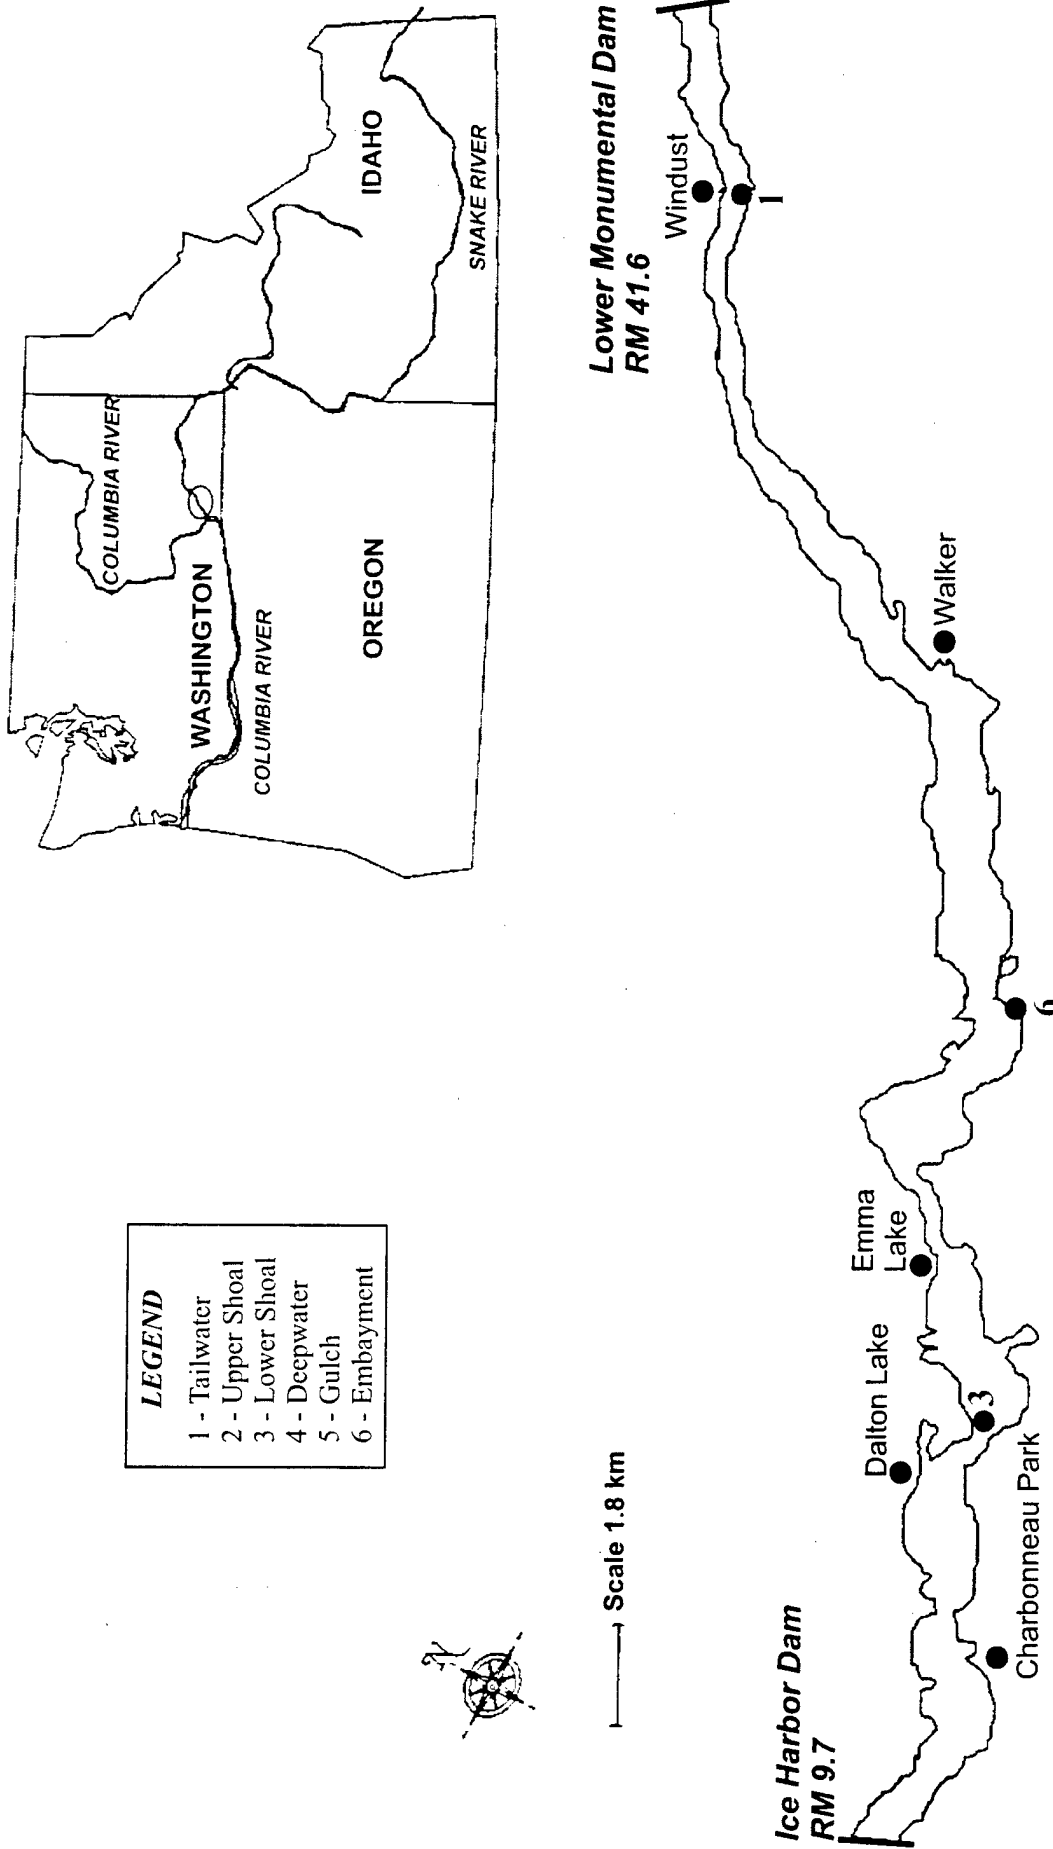 LEGEND
1 - Tailwater
2 - Upper Shoal
3 - Lower Shoal
4 - Deepwater
5 - Gulch
6 - Embayment
COLUMBIA RIVER
WASHINGTON
COLUMBIA RIVER
OREGON
IDAHO
SNAKE RIVER
Scale 1.8 km
Lower Monumental Dam
RM 41.6
Windust
1
Walker
6
Emma
Lake
Dalton Lake
3
Charbonneau Park
Ice Harbor Dam
RM 9.7